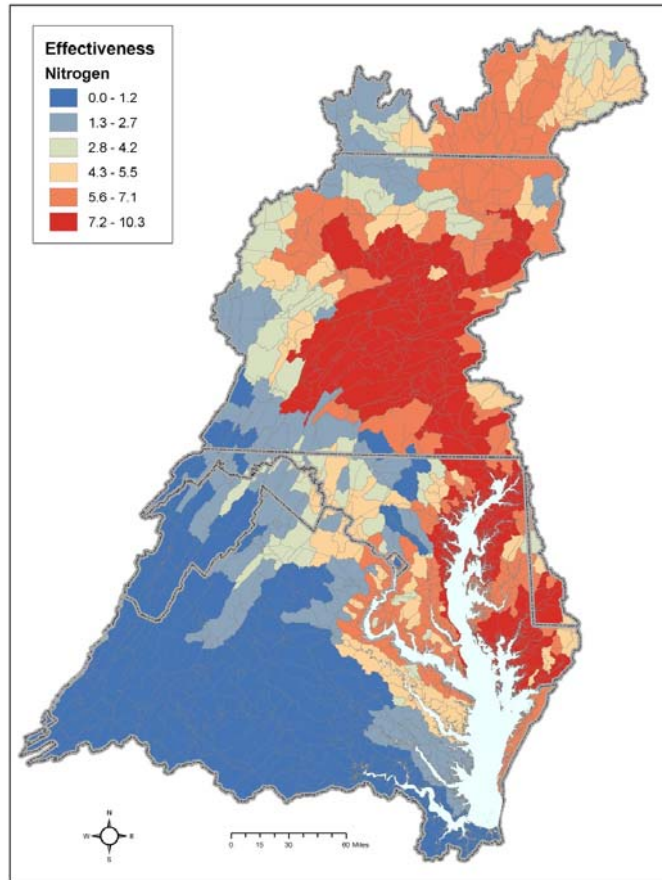 Effectiveness
Nitrogen
0.0 - 1.2
1.3 - 2.7
2.8 - 4.2
4.3 - 5.5
5.6 - 7.1
7.2 - 10.3
N
W E
S
0 15 30 60 Miles